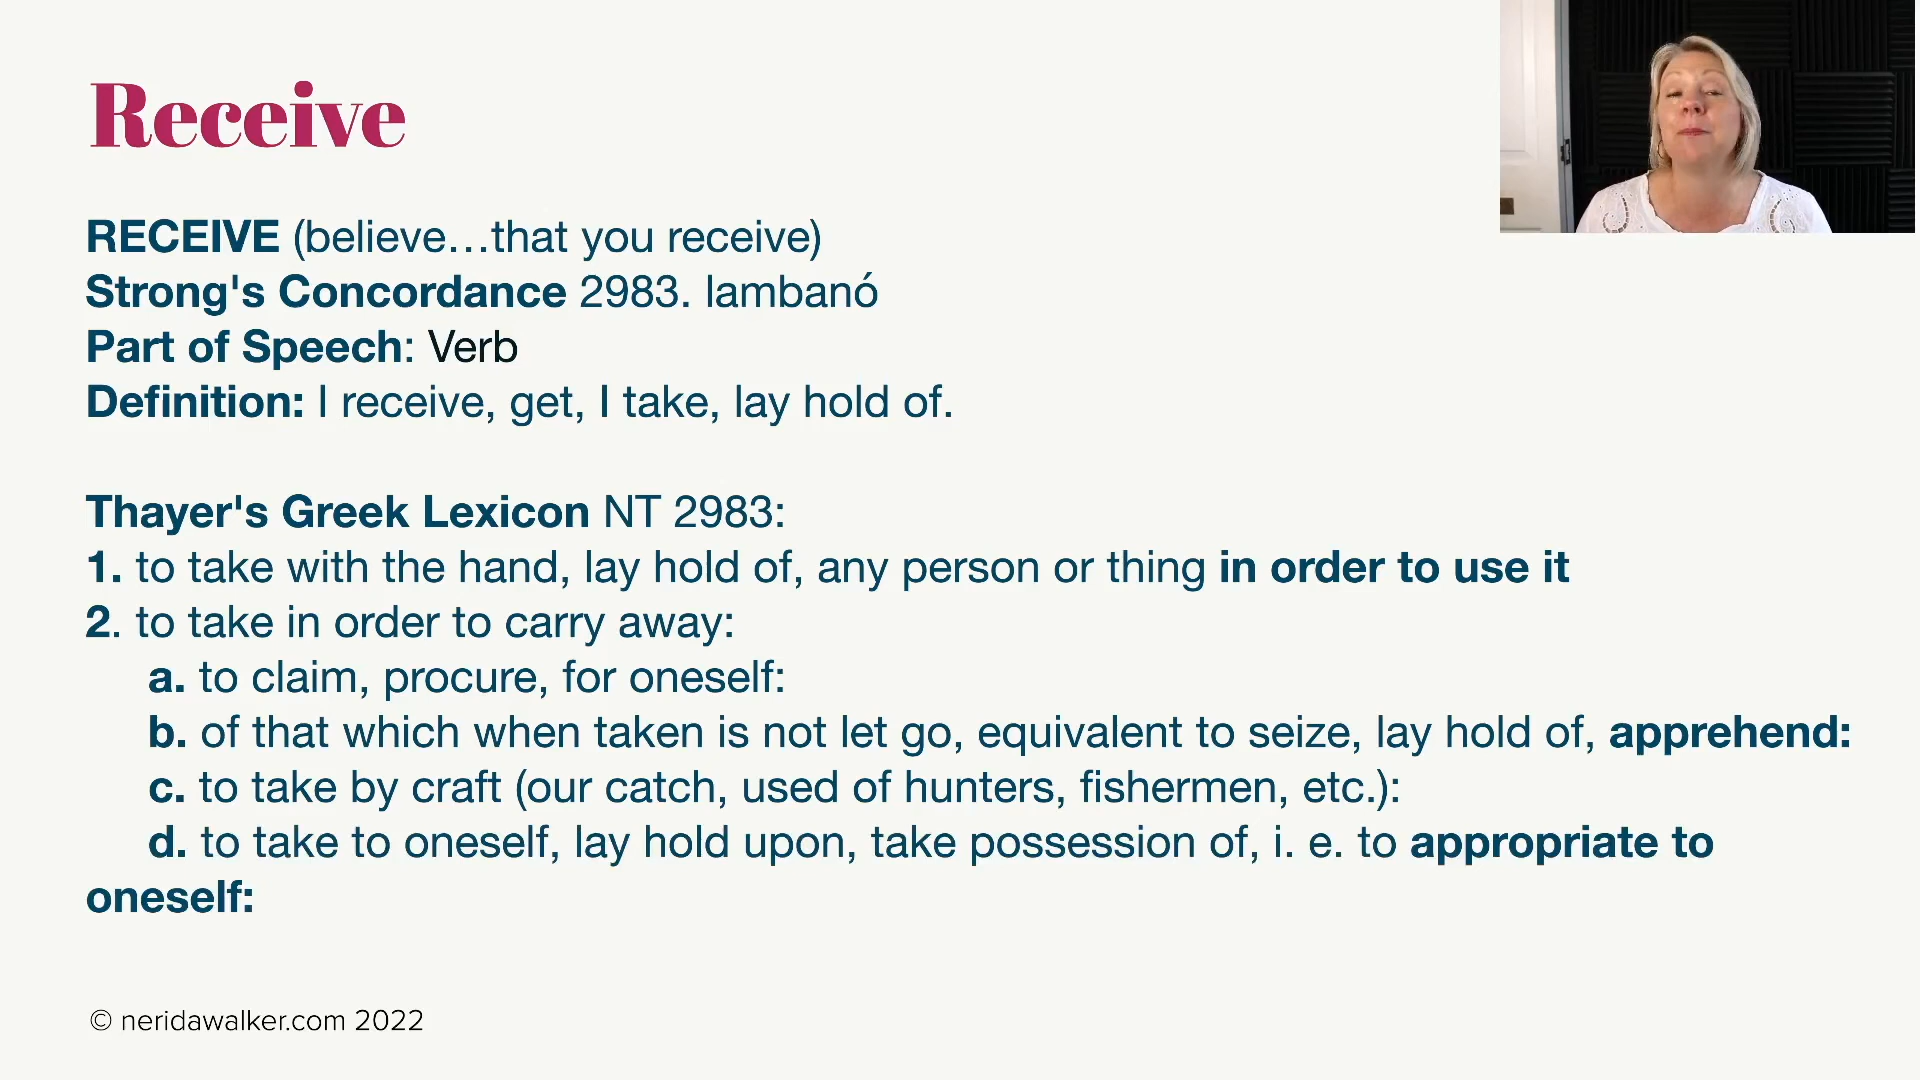 Receive
RECEIVE (believe…that you receive)
Strong's Concordance 2983. lambanó
Part of Speech: Verb
Definition: I receive, get, I take, lay hold of.
Thayer's Greek Lexicon NT 2983:
1. to take with the hand, lay hold of, any person or thing in order to use it
2. to take in order to carry away:
a. to claim, procure, for oneself:
b. of that which when taken is not let go, equivalent to seize, lay hold of, apprehend:
c. to take by craft (our catch, used of hunters, fishermen, etc.):
d. to take to oneself, lay hold upon, take possession of, i. e. to appropriate to
oneself:
© neridawalker.com 2022